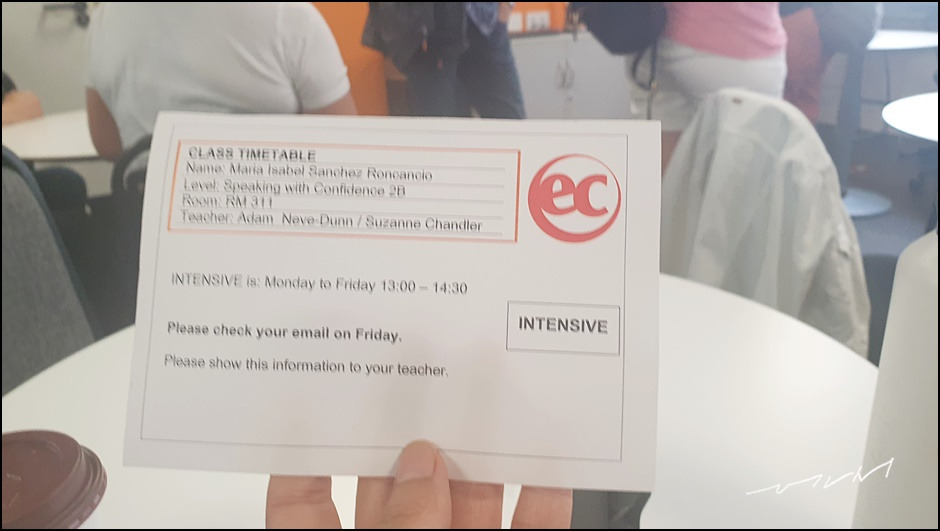 CLASS TIMETABLE
Name: Maria Isabel Sanchez Roncancio
Level: Speaking with Confidence 2B
Room: RM 311
Teacher: Adam Neve-Dunn / Suzanne Chandler
ec
INTENSIVE is: Monday to Friday 13:00 – 14:30
INTENSIVE
Please check your email on Friday.
Please show this information to your teacher.